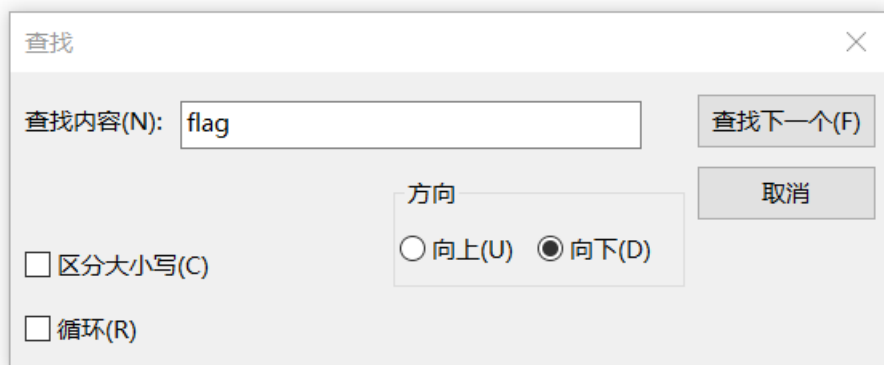 查找
查找内容(N): flag 查找下一个(F)
取消
方向
向上(U) 向下(D)
区分大小写(C)
循环(R)